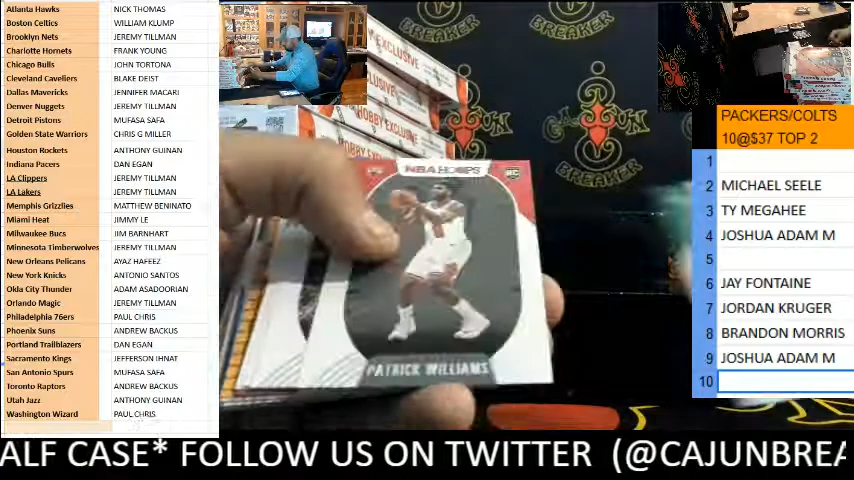 Atlanta Hawks NICK THOMAS
Boston Celtics WILLIAM KLUMP
Brooklyn Nets JEREMY TILLMAN
Charlotte Hornets FRANK YOUNG
Chicago Bulls JOHN TORTONA
Cleveland Caveliers BLAKE DEIST
Dallas Mavericks JENNIFER MACARI
Denver Nuggets JEREMY TILLMAN
Detroit Pistons MUFASA SAFA
Golden State Warriors CHRIS G MILLER
Houston Rockets ANTHONY GUINAN
Indiana Pacers DAN EGAN
LA Clippers JEREMY TILLMAN
LA Lakers JEREMY TILLMAN
Memphis Grizzlies MATTHEW BENINATO
Miami Heat JIMMY LE
Milwaukee Bucs JIM BARNHART
Minnesota Timberwolves JEREMY TILLMAN
New Orleans Pelicans AYAZ HAFEEZ
New York Knicks ANTONIO SANTOS
Okla City Thunder ADAM ASADOORIAN
Orlando Magic JEREMY TILLMAN
Philadelphia 76ers PAUL CHRIS
Phoenix Suns ANDREW BACKUS
Portland Trailblazers DAN EGAN
Sacramento Kings JEFFERSON IHNAT
San Antonio Spurs MUFASA SAFA
Toronto Raptors ANDREW BACKUS
Utah Jazz ANTHONY GUINAN
Washington Wizard PAUL CHRIS
EXCLUSIVE
HOBBY EXCLUSIVE
BREAKER
CAJUN
BREAKER
NBA HOOPS
RC
PATRICK WILLIAMS
PACKERS/COLTS
10@$37 TOP 2
1
2 MICHAEL SEELE
3 TY MEGAHEE
4 JOSHUA ADAM M
5
6 JAY FONTAINE
7 JORDAN KRUGER
8 BRANDON MORRIS
9 JOSHUA ADAM M
10
ALF CASE* FOLLOW US ON TWITTER (@CAJUNBREA